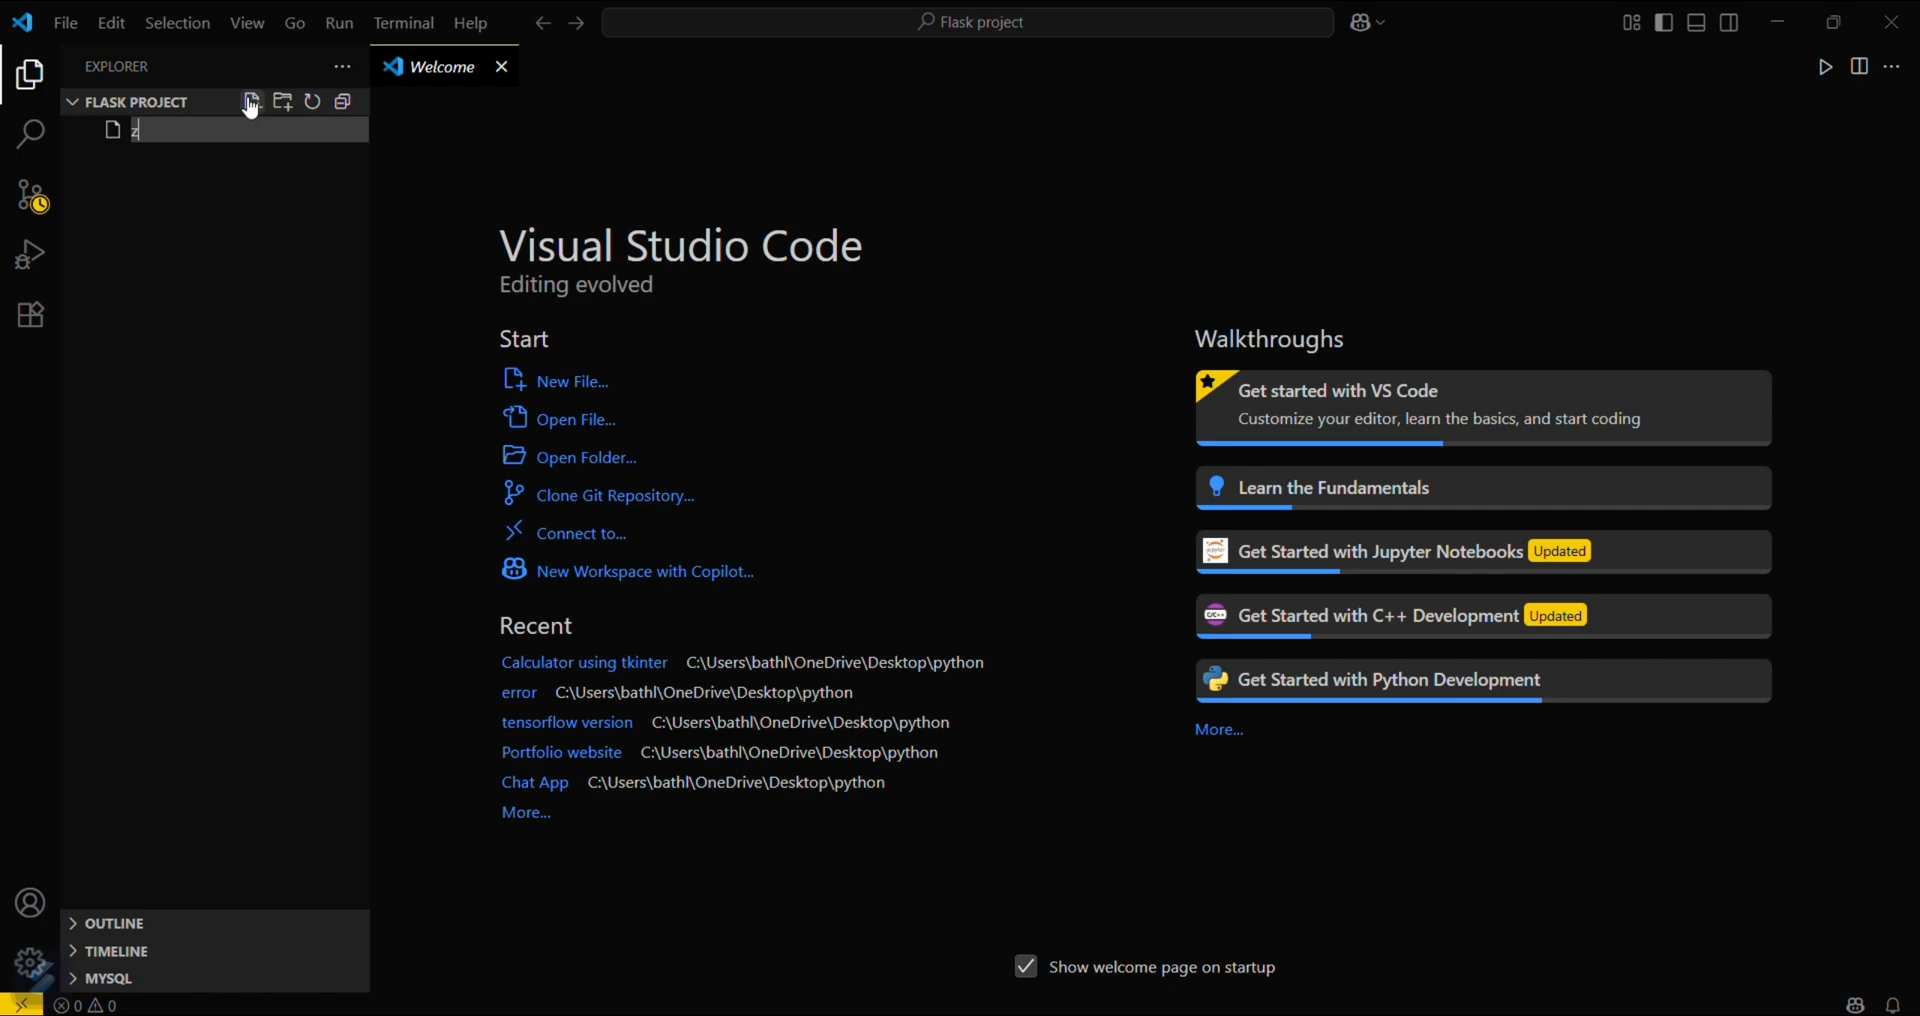 File Edit Selection View Go Run Terminal Help
Flask project
EXPLORER
Welcome
FLASK PROJECT
z
Visual Studio Code
Editing evolved
Start
New File...
Open File...
Open Folder...
Clone Git Repository...
Connect to...
New Workspace with Copilot...
Recent
Calculator using tkinter C:\Users\bathl\OneDrive\Desktop\python
error C:\Users\bathl\OneDrive\Desktop\python
tensorflow version C:\Users\bathl\OneDrive\Desktop\python
Portfolio website C:\Users\bathl\OneDrive\Desktop\python
Chat App C:\Users\bathl\OneDrive\Desktop\python
More...
Walkthroughs
Get started with VS Code
Customize your editor, learn the basics, and start coding
Learn the Fundamentals
Get Started with Jupyter Notebooks Updated
Get Started with C++ Development Updated
Get Started with Python Development
More...
OUTLINE
TIMELINE
MYSQL
Show welcome page on startup
0 0